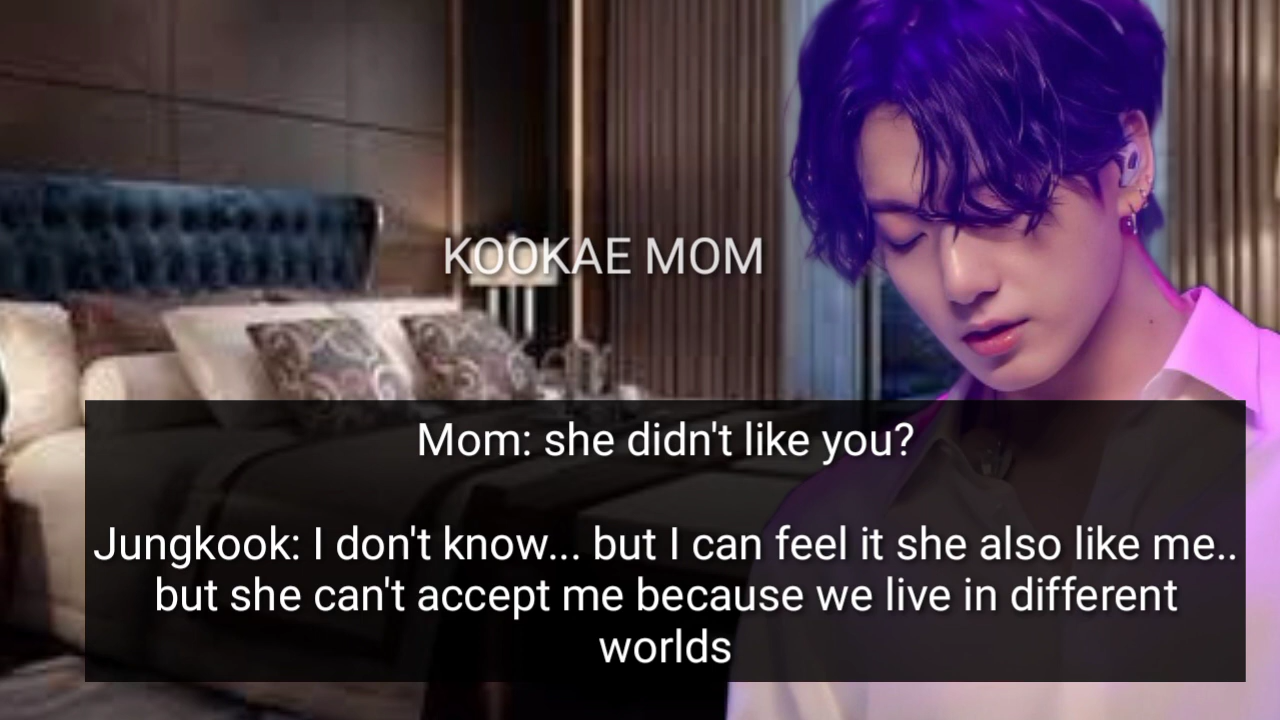 KOOKAE MOM
Mom: she didn't like you?
Jungkook: I don't know... but I can feel it she also like me..
but she can't accept me because we live in different
worlds